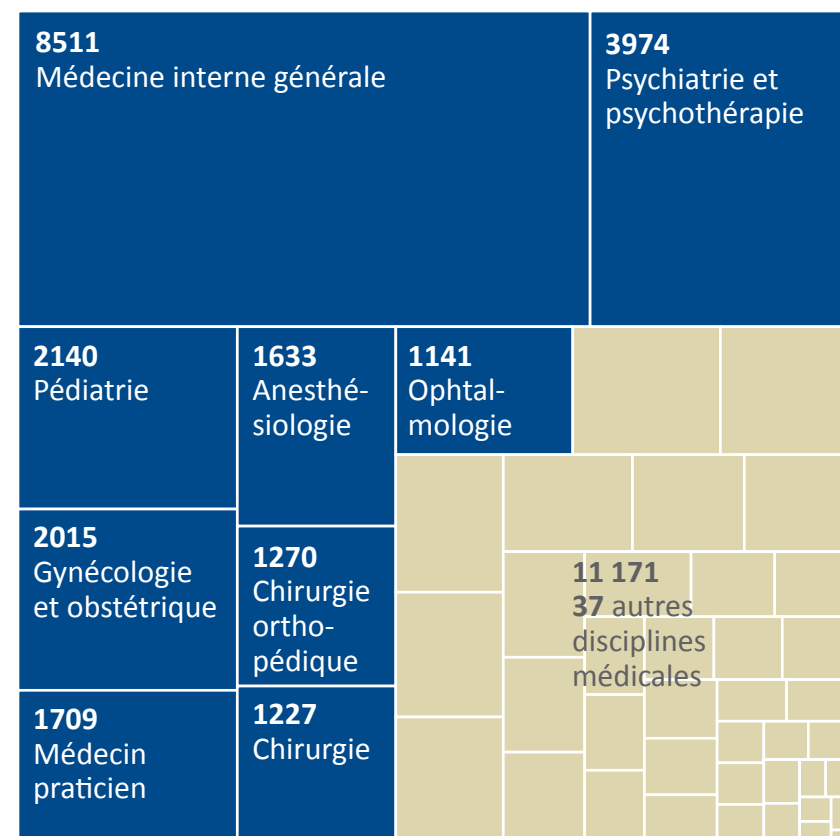 8511
Médecine interne générale
3974
Psychiatrie et
psychothérapie
2140
Pédiatrie
1633
Anesthé-
siologie
1141
Ophtal-
mologie
2015
Gynécologie
et obstétrique
1270
Chirurgie
ortho-
pédique
11 171
37 autres
disciplines
médicales
1709
Médecin
praticien
1227
Chirurgie